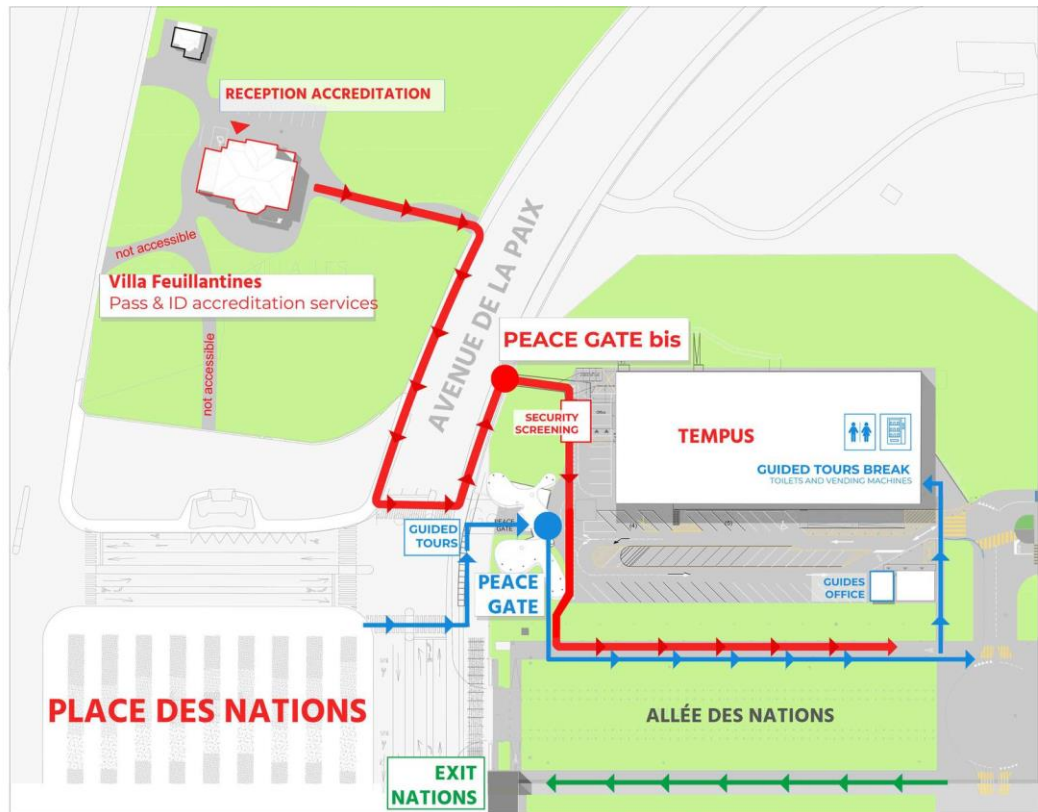 RECEPTION ACCREDITATION
not accessible
Villa Feuillantines
Pass & ID accreditation services
not accessible
AVENUE DE LA PAIX
PEACE GATE bis
SECURITY
SCREENING
TEMPUS
GUIDED TOURS BREAK
TOILETS AND VENDING MACHINES
GUIDED
TOURS
PEACE
GATE
PEACE
GATE
GUIDES
OFFICE
PLACE DES NATIONS
ALLÉE DES NATIONS
EXIT
NATIONS